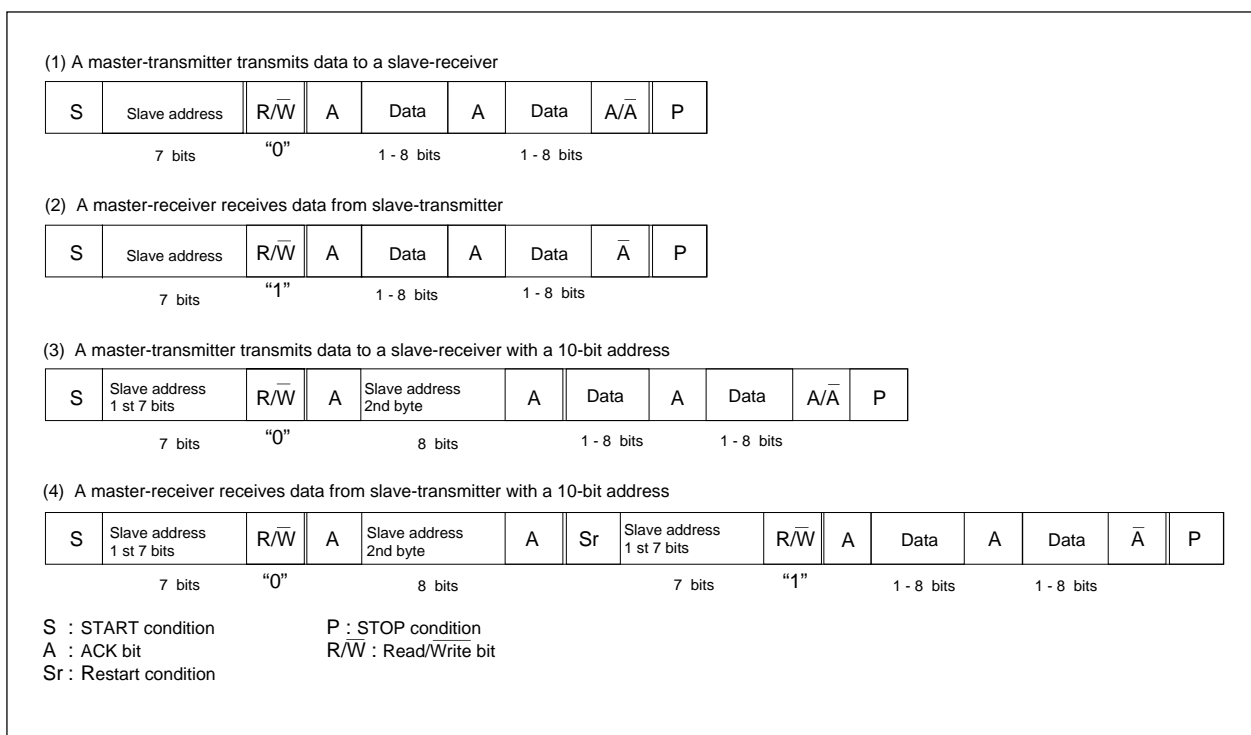 (1) A master-transmitter transmits data to a slave-receiver
S Slave address R/W̅ A Data A Data A/A̅ P
7 bits “0” 1 - 8 bits 1 - 8 bits
(2) A master-receiver receives data from slave-transmitter
S Slave address R/W̅ A Data A Data A̅ P
7 bits “1” 1 - 8 bits 1 - 8 bits
(3) A master-transmitter transmits data to a slave-receiver with a 10-bit address
S Slave address 1 st 7 bits R/W̅ A Slave address 2nd byte A Data A Data A/A̅ P
7 bits “0” 8 bits 1 - 8 bits 1 - 8 bits
(4) A master-receiver receives data from slave-transmitter with a 10-bit address
S Slave address 1 st 7 bits R/W̅ A Slave address 2nd byte A Sr Slave address 1 st 7 bits R/W̅ A Data A Data A̅ P
7 bits “0” 8 bits 7 bits “1” 1 - 8 bits 1 - 8 bits
S : START condition P : STOP condition
A : ACK bit R/W̅ : Read/W̅r̅i̅t̅e̅ bit
Sr : Restart condition